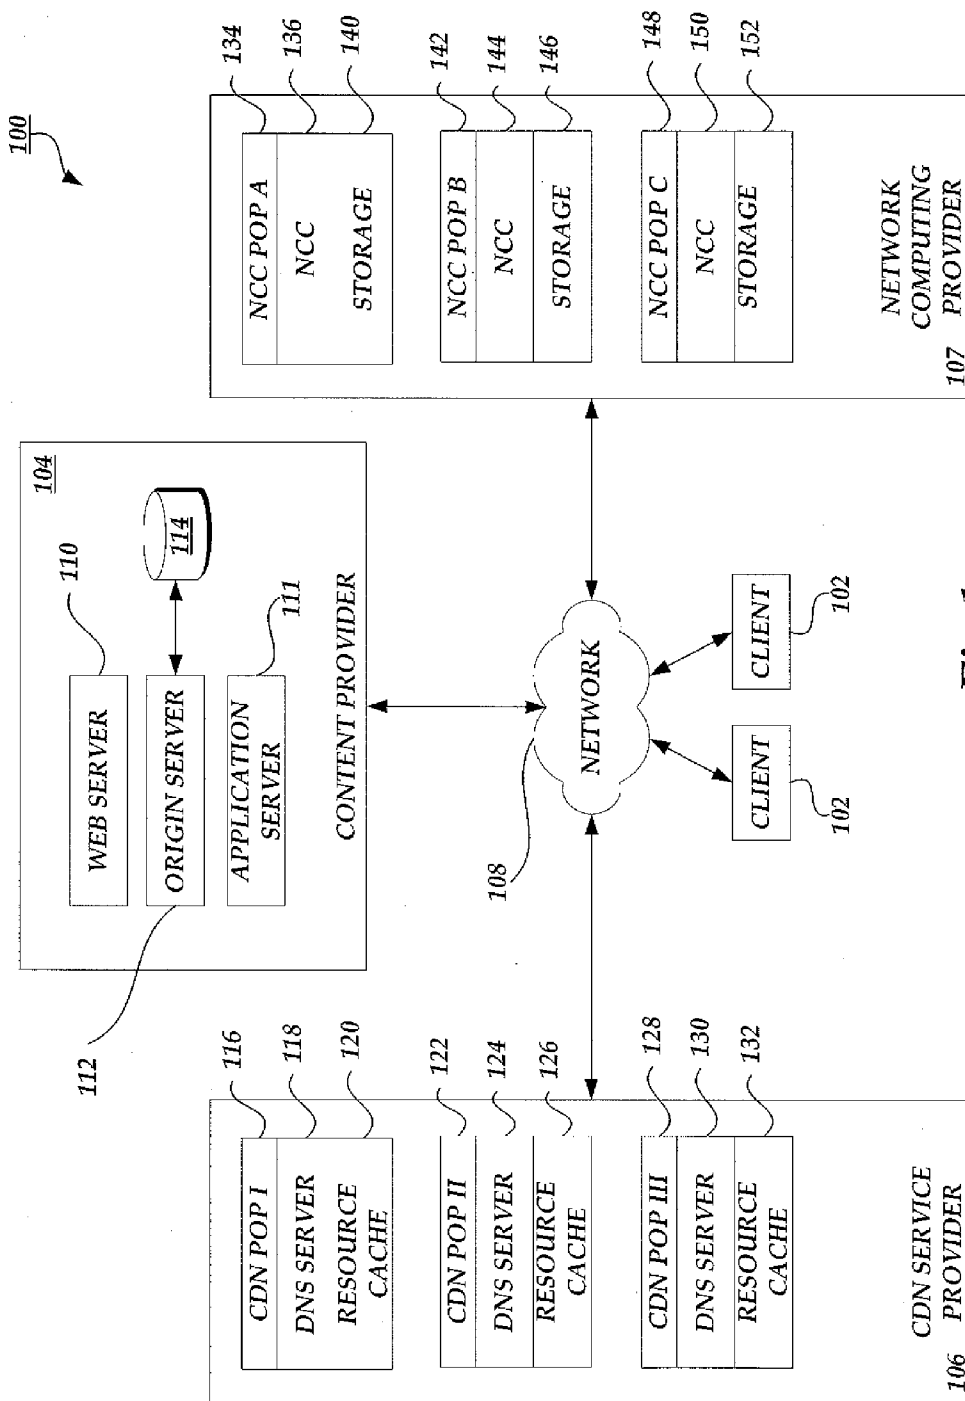 100
104
WEB SERVER
110
ORIGIN SERVER
112
114
APPLICATION
SERVER
111
CONTENT PROVIDER
CDN POP I
116
DNS SERVER
118
RESOURCE
CACHE
120
CDN POP II
122
DNS SERVER
124
RESOURCE
CACHE
126
CDN POP III
128
DNS SERVER
130
RESOURCE
CACHE
132
CDN SERVICE
PROVIDER
106
108
NETWORK
CLIENT
102
CLIENT
102
NCC POP A
134
NCC
136
STORAGE
140
NCC POP B
142
NCC
144
STORAGE
146
NCC POP C
148
NCC
150
STORAGE
152
NETWORK
COMPUTING
PROVIDER
107